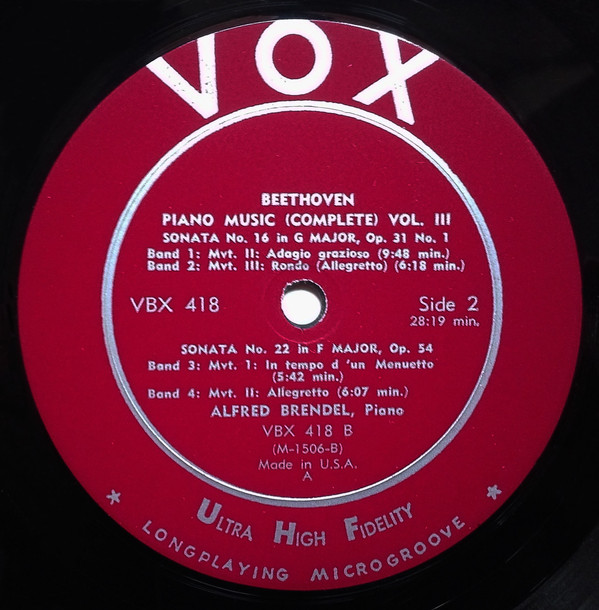 VOX
BEETHOVEN
PIANO MUSIC (COMPLETE) VOL. III
SONATA No. 16 in G MAJOR, Op. 31 No. 1
Band 1: Mvt. II: Adagio grazioso (9:48 min.)
Band 2: Mvt. III: Rondo (Allegretto) (6:18 min.)
VBX 418
Side 2
28:19 min.
SONATA No. 22 in F MAJOR, Op. 54
Band 3: Mvt. 1: In tempo d'un Menuetto
(5:42 min.)
Band 4: Mvt. II: Allegretto (6:07 min.)
ALFRED BRENDEL, Piano
VBX 418 B
(M-1506-B)
Made in U.S.A.
A
ULTRA HIGH FIDELITY
* LONGPLAYING MICROGROOVE *